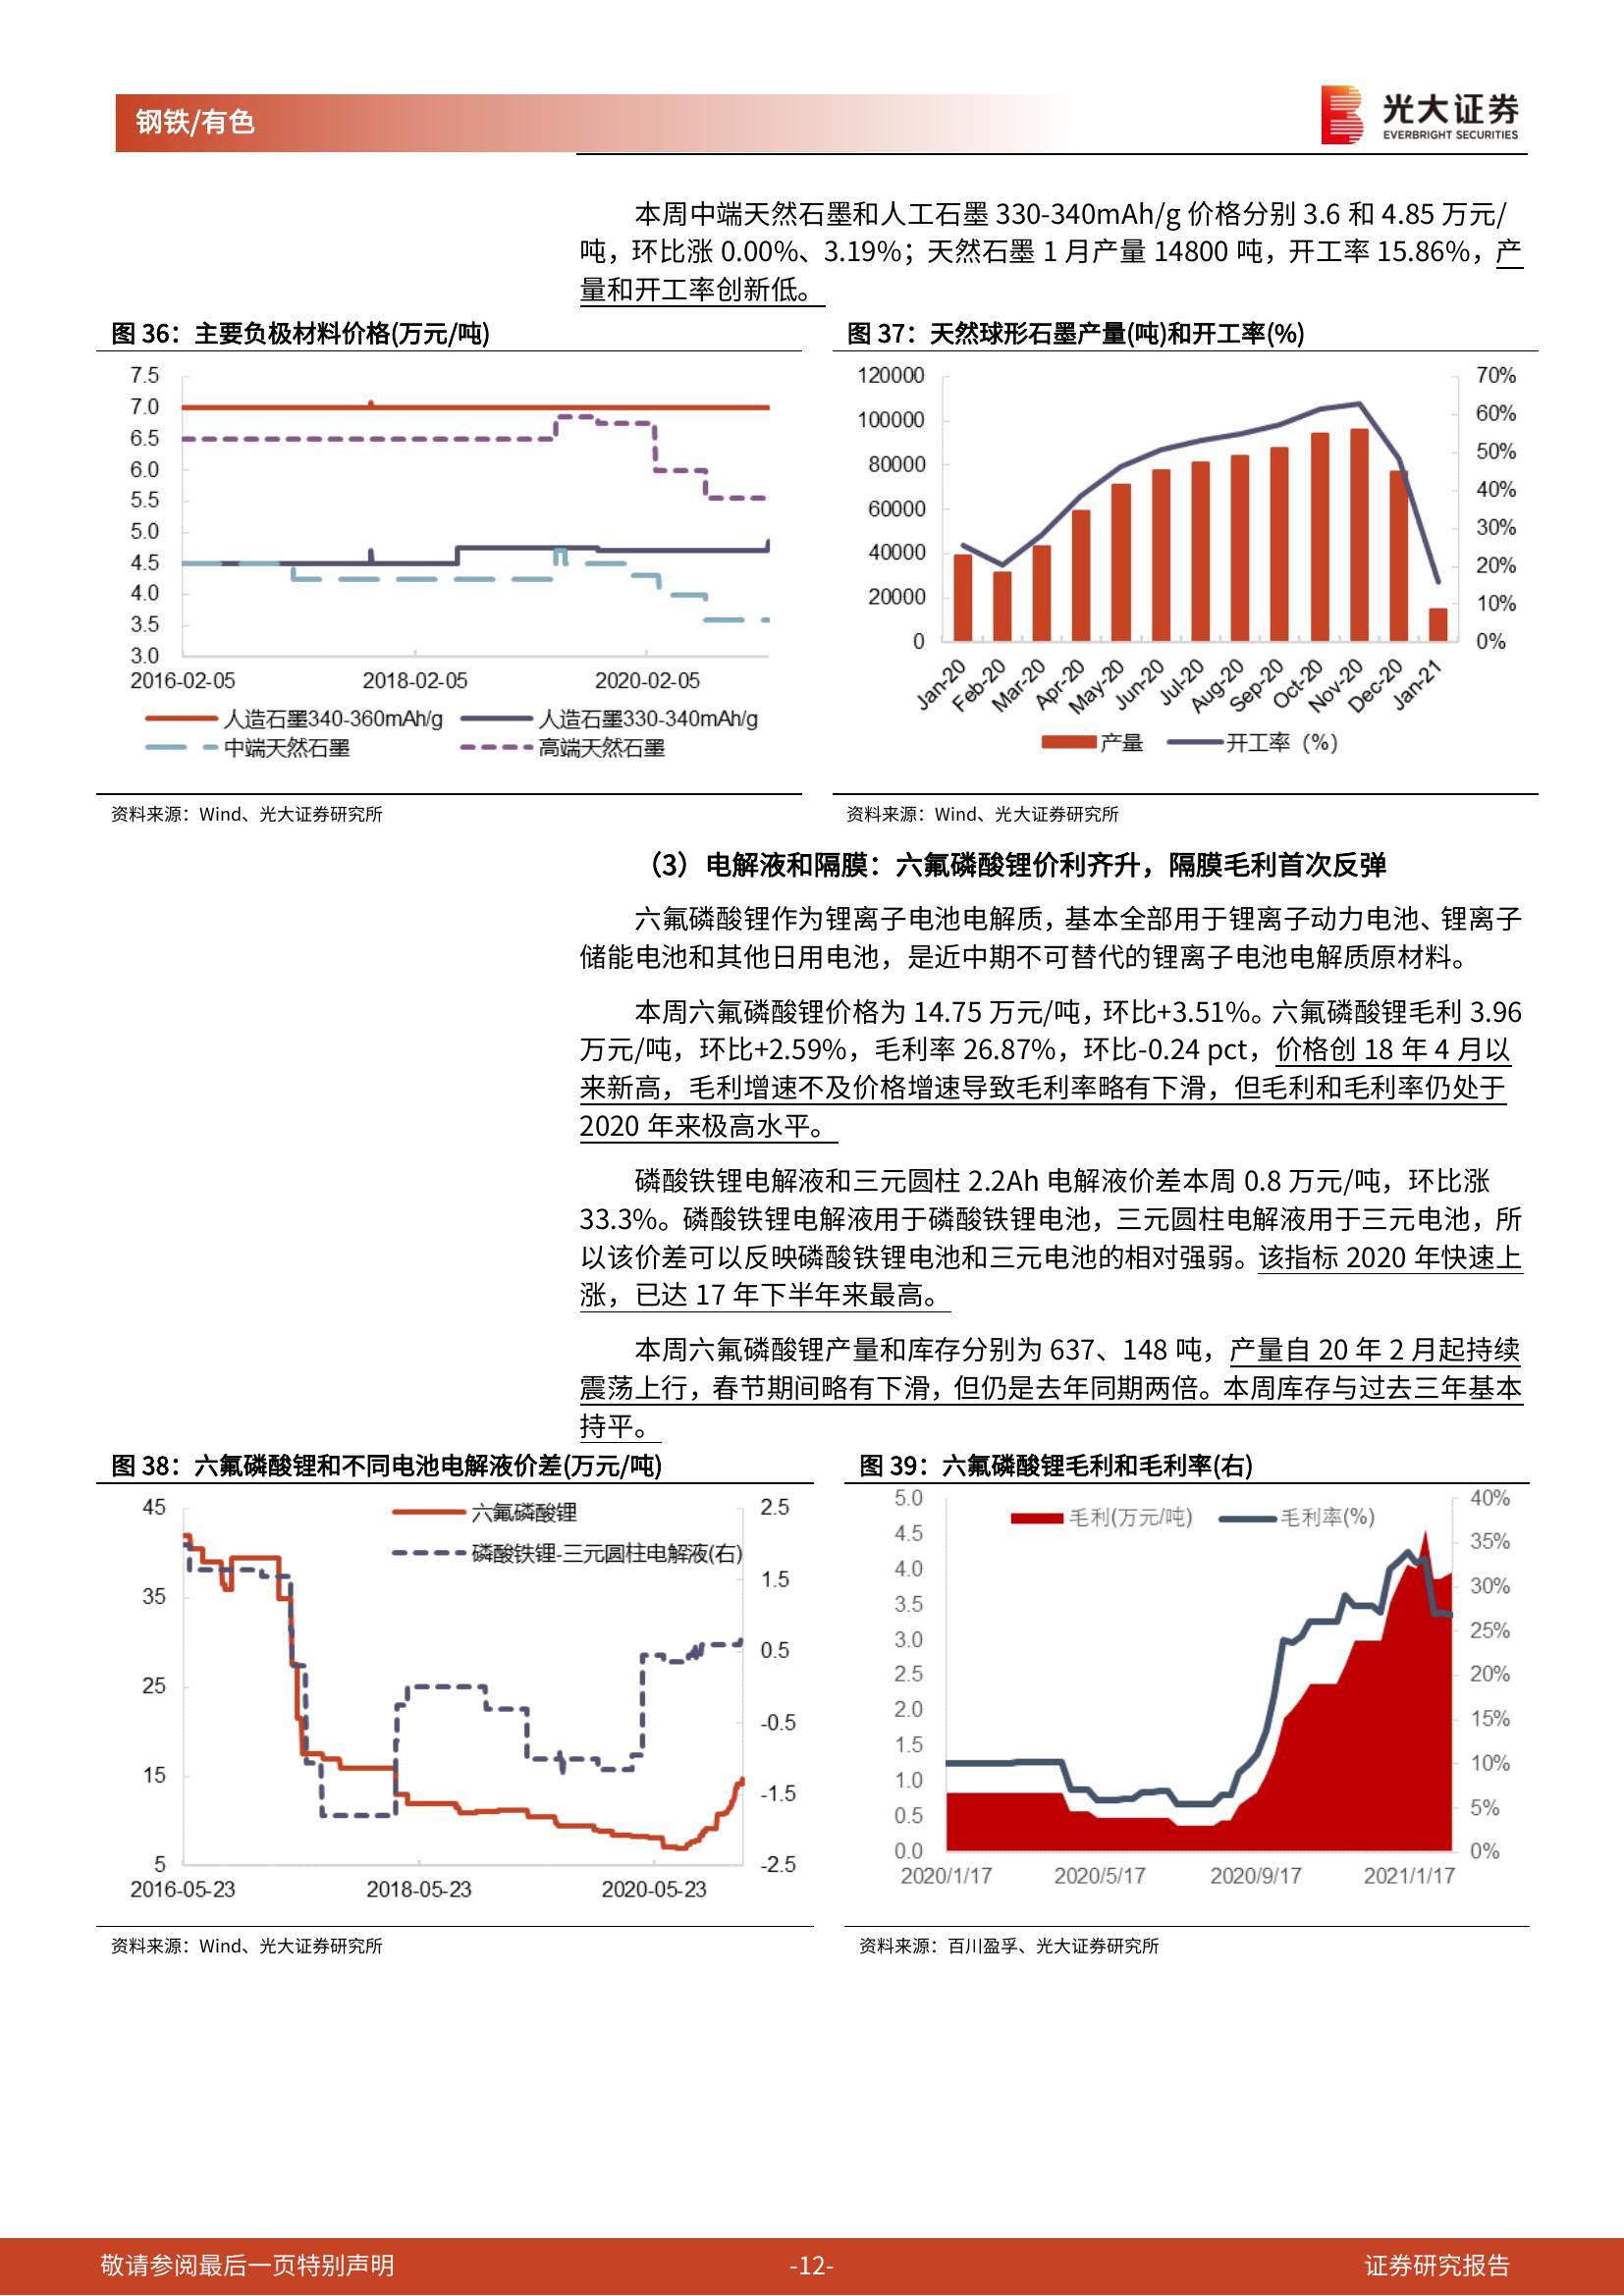 钢铁/有色
光大证券
EVERBRIGHT SECURITIES
本周中端天然石墨和人工石墨 330-340mAh/g 价格分别 3.6 和 4.85 万元/
吨，环比涨 0.00%、3.19%；天然石墨 1 月产量 14800 吨，开工率 15.86%，产
量和开工率创新低。
图 36：主要负极材料价格(万元/吨)
7.5
7.0
6.5
6.0
5.5
5.0
4.5
4.0
3.5
3.0
2016-02-05 2018-02-05 2020-02-05
人造石墨340-360mAh/g 人造石墨330-340mAh/g
中端天然石墨 高端天然石墨
资料来源：Wind、光大证券研究所
图 37：天然球形石墨产量(吨)和开工率(%)
120000
100000
80000
60000
40000
20000
0
70%
60%
50%
40%
30%
20%
10%
0%
Jan-20 Feb-20 Mar-20 Apr-20 May-20 Jun-20 Jul-20 Aug-20 Sep-20 Oct-20 Nov-20 Dec-20 Jan-21
产量 开工率（%）
资料来源：Wind、光大证券研究所
（3）电解液和隔膜：六氟磷酸锂价利齐升，隔膜毛利首次反弹
六氟磷酸锂作为锂离子电池电解质，基本全部用于锂离子动力电池、锂离子
储能电池和其他日用电池，是近中期不可替代的锂离子电池电解质原材料。
本周六氟磷酸锂价格为 14.75 万元/吨，环比+3.51%。六氟磷酸锂毛利 3.96
万元/吨，环比+2.59%，毛利率 26.87%，环比-0.24 pct，价格创 18 年 4 月以
来新高，毛利增速不及价格增速导致毛利率略有下滑，但毛利和毛利率仍处于
2020 年来极高水平。
磷酸铁锂电解液和三元圆柱 2.2Ah 电解液价差本周 0.8 万元/吨，环比涨
33.3%。磷酸铁锂电解液用于磷酸铁锂电池，三元圆柱电解液用于三元电池，所
以该价差可以反映磷酸铁锂电池和三元电池的相对强弱。该指标 2020 年快速上
涨，已达 17 年下半年来最高。
本周六氟磷酸锂产量和库存分别为 637、148 吨，产量自 20 年 2 月起持续
震荡上行，春节期间略有下滑，但仍是去年同期两倍。本周库存与过去三年基本
持平。
图 38：六氟磷酸锂和不同电池电解液价差(万元/吨)
六氟磷酸锂
磷酸铁锂-三元圆柱电解液(右)
45
35
25
15
5
2.5
1.5
0.5
-0.5
-1.5
-2.5
2016-05-23 2018-05-23 2020-05-23
资料来源：Wind、光大证券研究所
图 39：六氟磷酸锂毛利和毛利率(右)
毛利(万元/吨) 毛利率(%)
5.0
4.5
4.0
3.5
3.0
2.5
2.0
1.5
1.0
0.5
0.0
40%
35%
30%
25%
20%
15%
10%
5%
0%
2020/1/17 2020/5/17 2020/9/17 2021/1/17
资料来源：百川盈孚、光大证券研究所
敬请参阅最后一页特别声明 -12- 证券研究报告